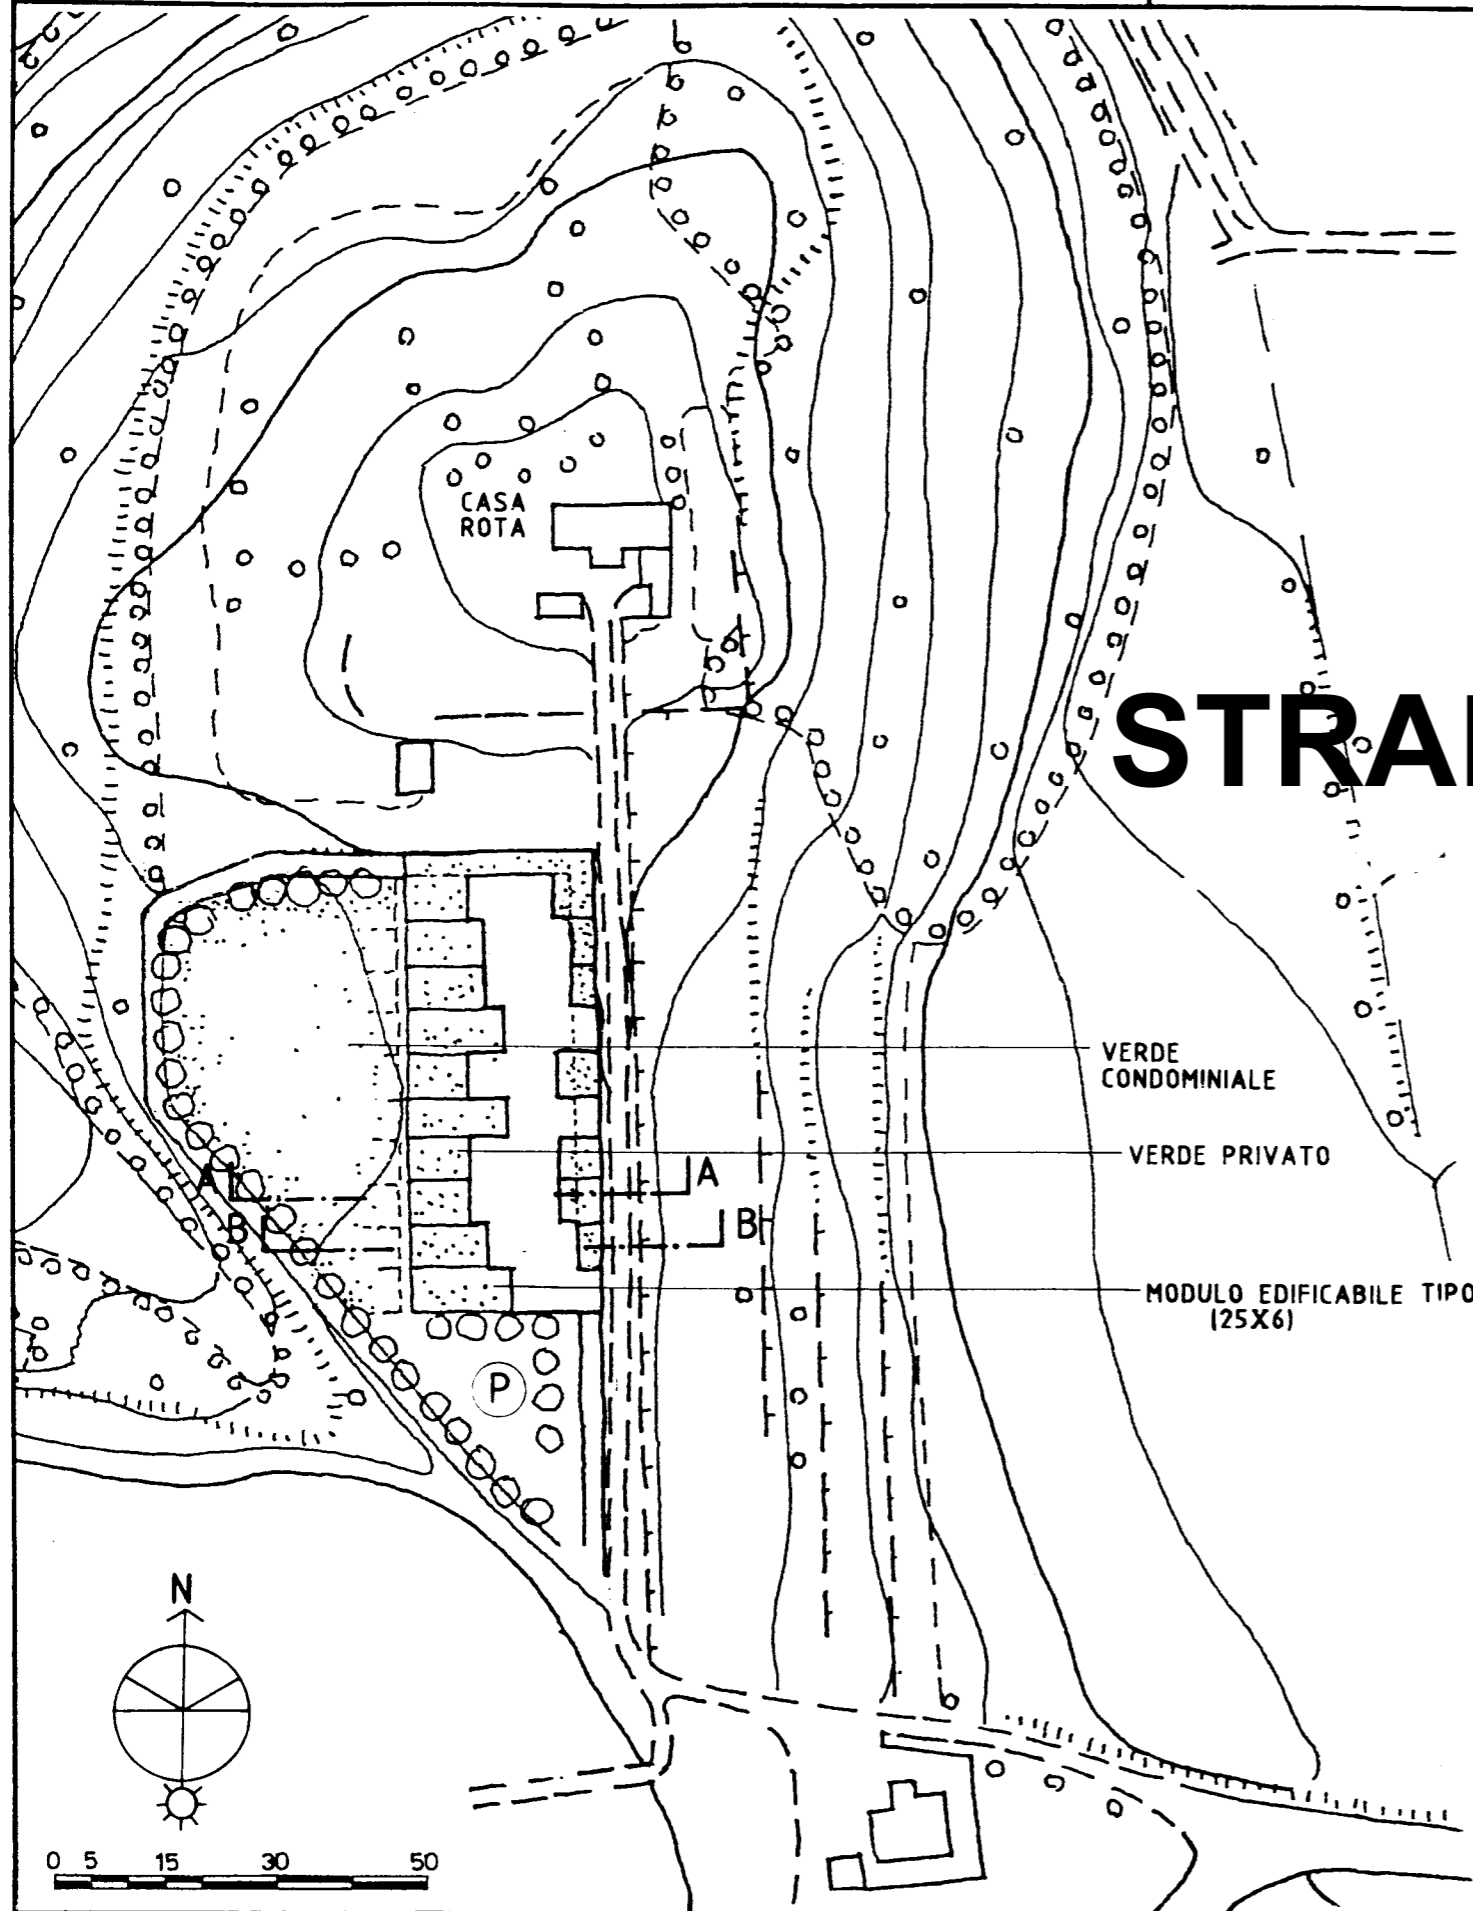 CASA
ROTA
STRA
VERDE
CONDOMINIALE
VERDE PRIVATO
A
A
B
B
MODULO EDIFICABILE TIPO
(25X6)
P
N
0 5 15 30 50